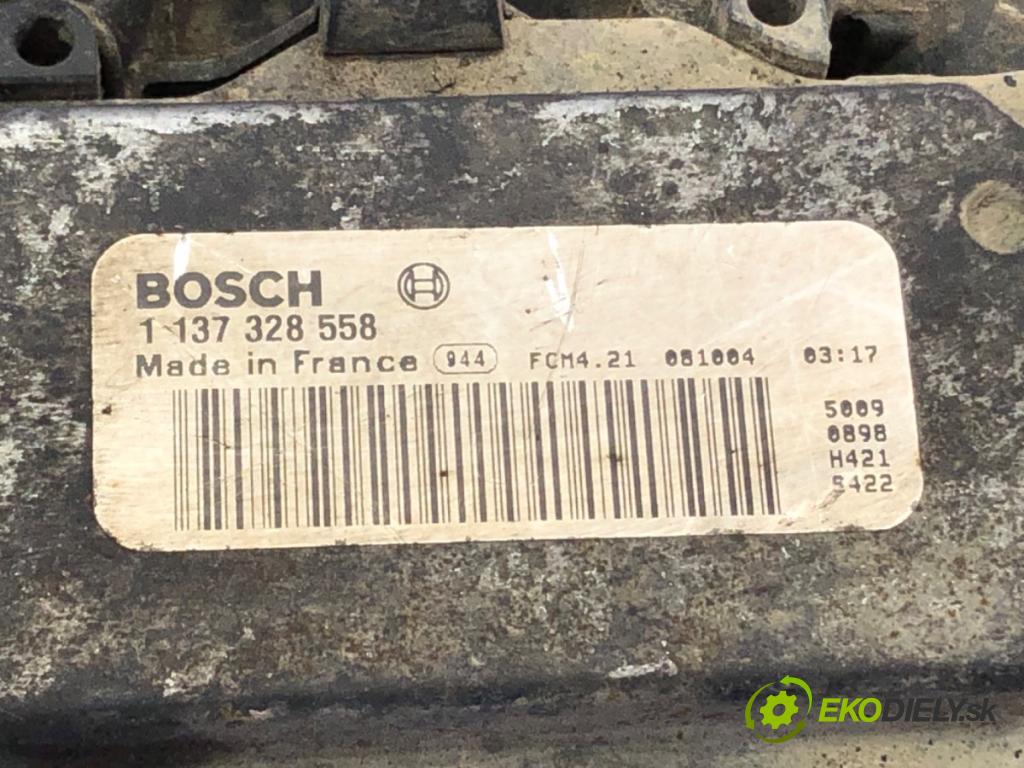 BOSCH
1 137 328 558
Made in France 944 FCM4.21 081004 03:17
5009
0898
H421
5422
EKODIELY.sk